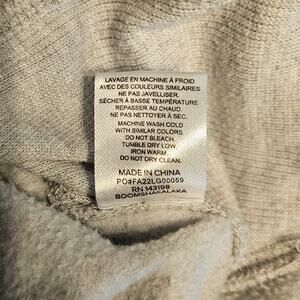 LAVAGE EN MACHINE À FROID
AVEC DES COULEURS SIMILAIRES
NE PAS JAVELLISER.
SÉCHER À BASSE TEMPÉRATURE
REPASSER AU CHAUD.
NE PAS NETTOYER À SEC.
MACHINE WASH COLD
WITH SIMILAR COLORS
DO NOT BLEACH
TUMBLE DRY LOW
IRON WARM
DO NOT DRY CLEAN.
MADE IN CHINA
PO#FA22LG00059
RN 143198
BOOMSHAKALAKA